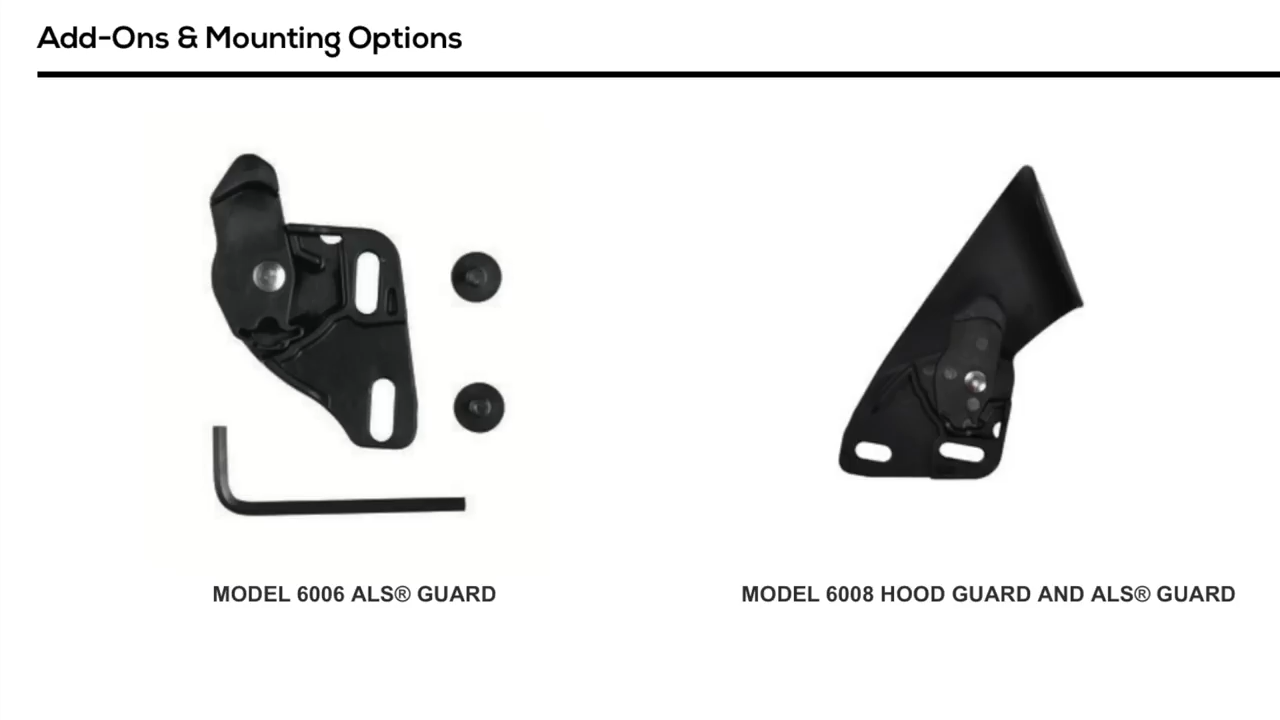 Add-Ons & Mounting Options
MODEL 6006 ALS® GUARD
MODEL 6008 HOOD GUARD AND ALS® GUARD